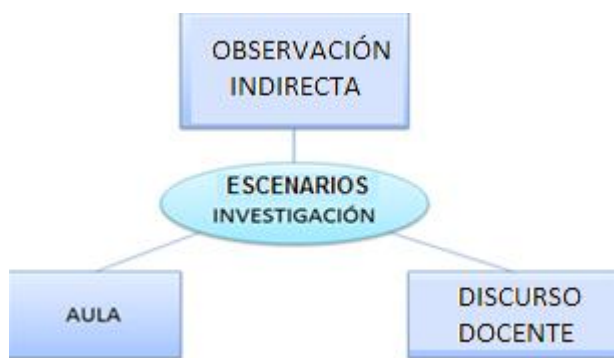 OBSERVACIÓN
INDIRECTA
ESCENARIOS
INVESTIGACIÓN
AULA
DISCURSO
DOCENTE